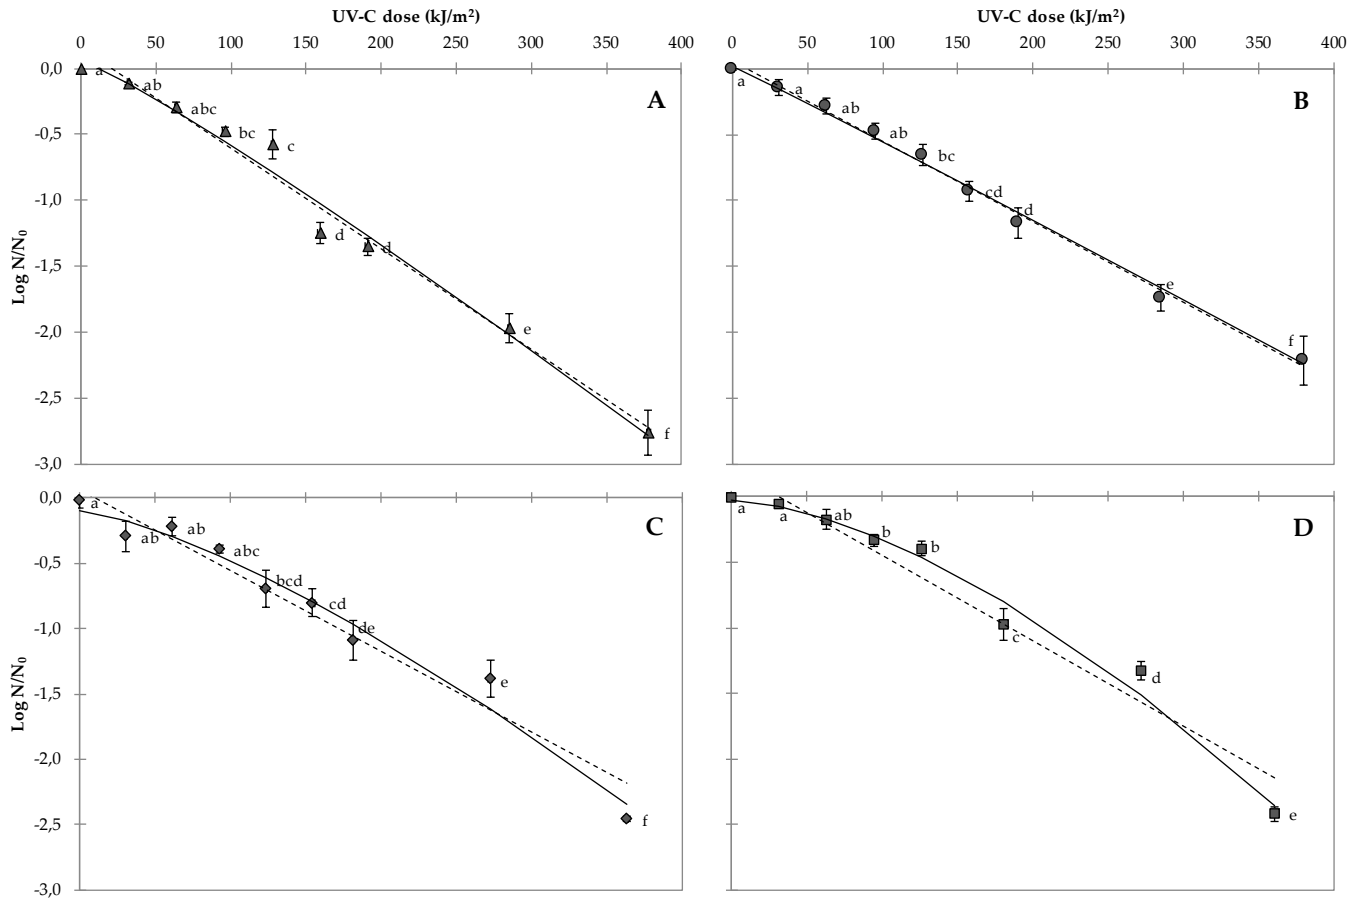 UV-C dose (kJ/m²)
0 50 100 150 200 250 300 350 400
0,0
-0,5
-1,0
-1,5
-2,0
-2,5
-3,0
Log N/N₀
A
a
ab
abc
bc
c
d
d
e
f
UV-C dose (kJ/m²)
0 50 100 150 200 250 300 350 400
B
a
a
ab
ab
bc
cd
d
e
f
0,0
-0,5
-1,0
-1,5
-2,0
-2,5
-3,0
Log N/N₀
C
a
ab
ab
abc
bcd
cd
de
e
f
D
a
a
ab
b
b
c
d
e